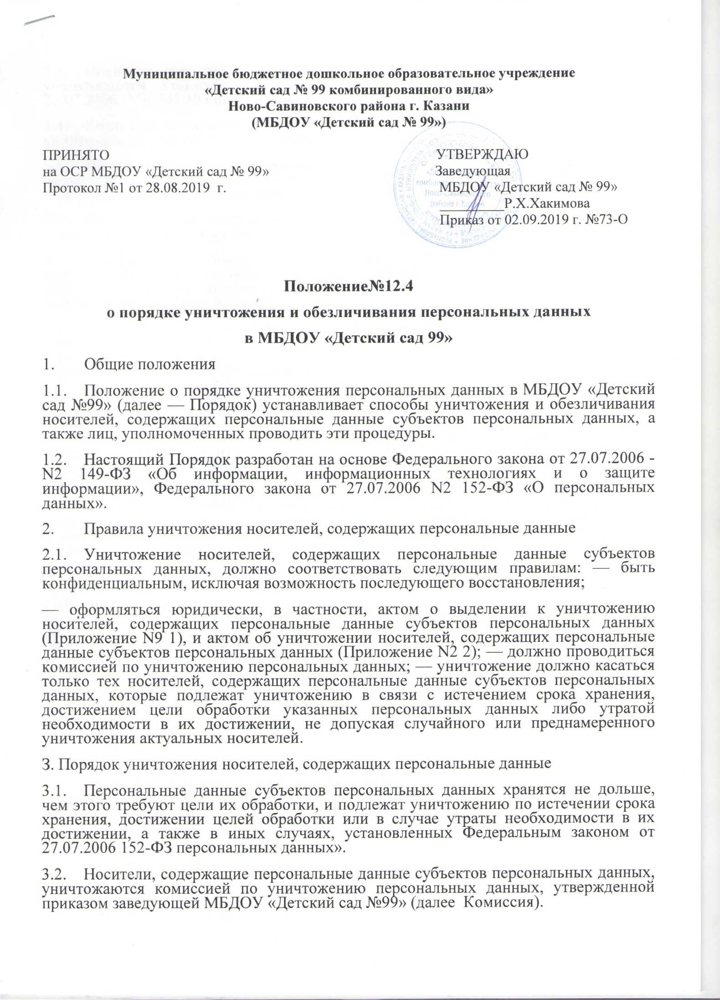 Муниципальное бюджетное дошкольное образовательное учреждение
«Детский сад № 99 комбинированного вида»
Ново-Савиновского района г. Казани
(МБДОУ «Детский сад № 99»)
ПРИНЯТО
на ОСР МБДОУ «Детский сад № 99»
Протокол №1 от 28.08.2019 г.
УТВЕРЖДАЮ
Заведующая
МБДОУ «Детский сад № 99»
__________Р.Х.Хакимова
Приказ от 02.09.2019 г. №73-О
комбинированного вида
Ново-Савиновского
района г.Казани
Положение№12.4
о порядке уничтожения и обезличивания персональных данных
в МБДОУ «Детский сад 99»
1. Общие положения
1.1. Положение о порядке уничтожения персональных данных в МБДОУ «Детский
сад №99» (далее — Порядок) устанавливает способы уничтожения и обезличивания
носителей, содержащих персональные данные субъектов персональных данных, а
также лиц, уполномоченных проводить эти процедуры.
1.2. Настоящий Порядок разработан на основе Федерального закона от 27.07.2006 -
N2 149-ФЗ «Об информации, информационных технологиях и о защите
информации», Федерального закона от 27.07.2006 N2 152-ФЗ «О персональных
данных».
2. Правила уничтожения носителей, содержащих персональные данные
2.1. Уничтожение носителей, содержащих персональные данные субъектов
персональных данных, должно соответствовать следующим правилам: — быть
конфиденциальным, исключая возможность последующего восстановления;
— оформляться юридически, в частности, актом о выделении к уничтожению
носителей, содержащих персональные данные субъектов персональных данных
(Приложение N9 1), и актом об уничтожении носителей, содержащих персональные
данные субъектов персональных данных (Приложение N2 2); — должно проводиться
комиссией по уничтожению персональных данных; — уничтожение должно касаться
только тех носителей, содержащих персональные данные субъектов персональных
данных, которые подлежат уничтожению в связи с истечением срока хранения,
достижением цели обработки указанных персональных данных либо утратой
необходимости в их достижении, не допуская случайного или преднамеренного
уничтожения актуальных носителей.
З. Порядок уничтожения носителей, содержащих персональные данные
3.1. Персональные данные субъектов персональных данных хранятся не дольше,
чем этого требуют цели их обработки, и подлежат уничтожению по истечении срока
хранения, достижении целей обработки или в случае утраты необходимости в их
достижении, а также в иных случаях, установленных Федеральным законом от
27.07.2006 152-ФЗ персональных данных».
3.2. Носители, содержащие персональные данные субъектов персональных данных,
уничтожаются комиссией по уничтожению персональных данных, утвержденной
приказом заведующей МБДОУ «Детский сад №99» (далее Комиссия).